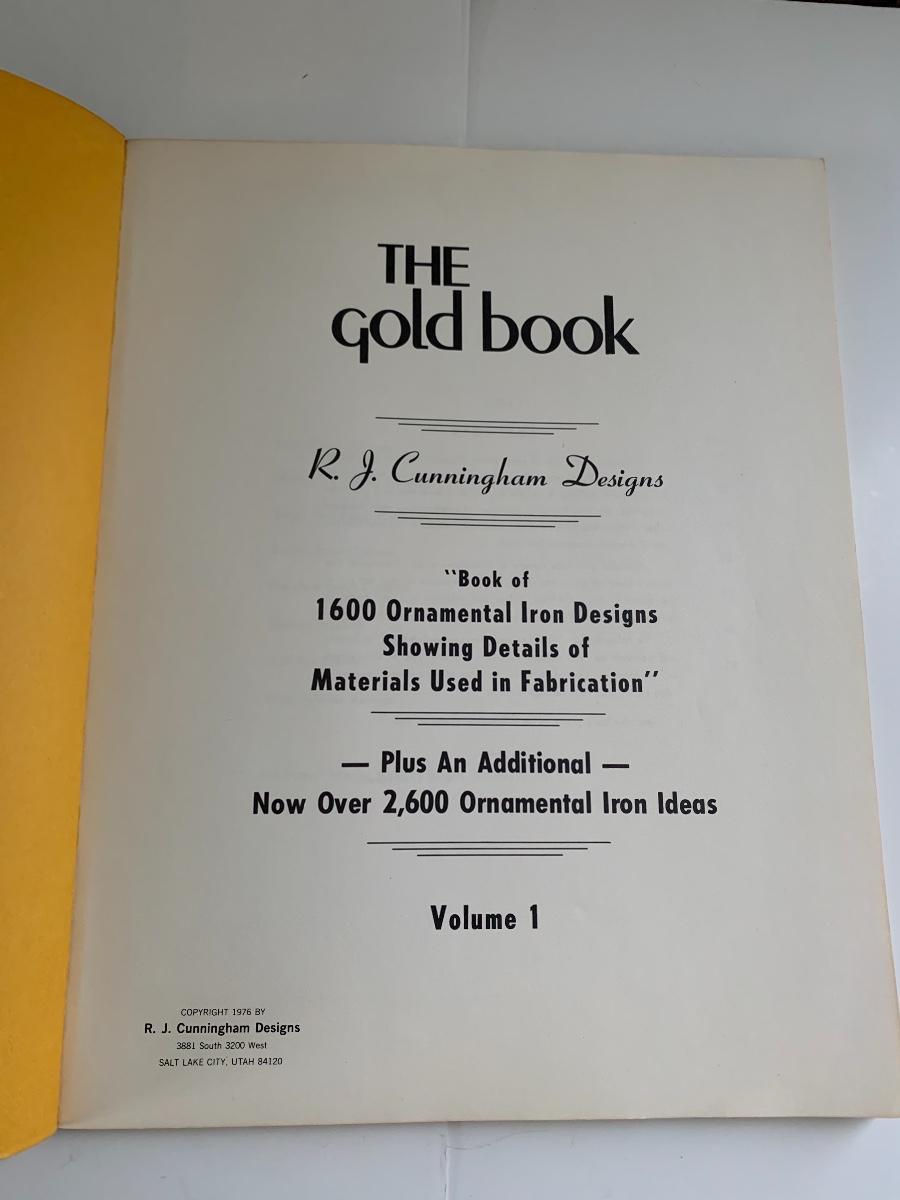 THE
gold book
R. J. Cunningham Designs
"Book of
1600 Ornamental Iron Designs
Showing Details of
Materials Used in Fabrication"
— Plus An Additional —
Now Over 2,600 Ornamental Iron Ideas
Volume 1
COPYRIGHT 1976 BY
R. J. Cunningham Designs
3881 South 3200 West
SALT LAKE CITY, UTAH 84120